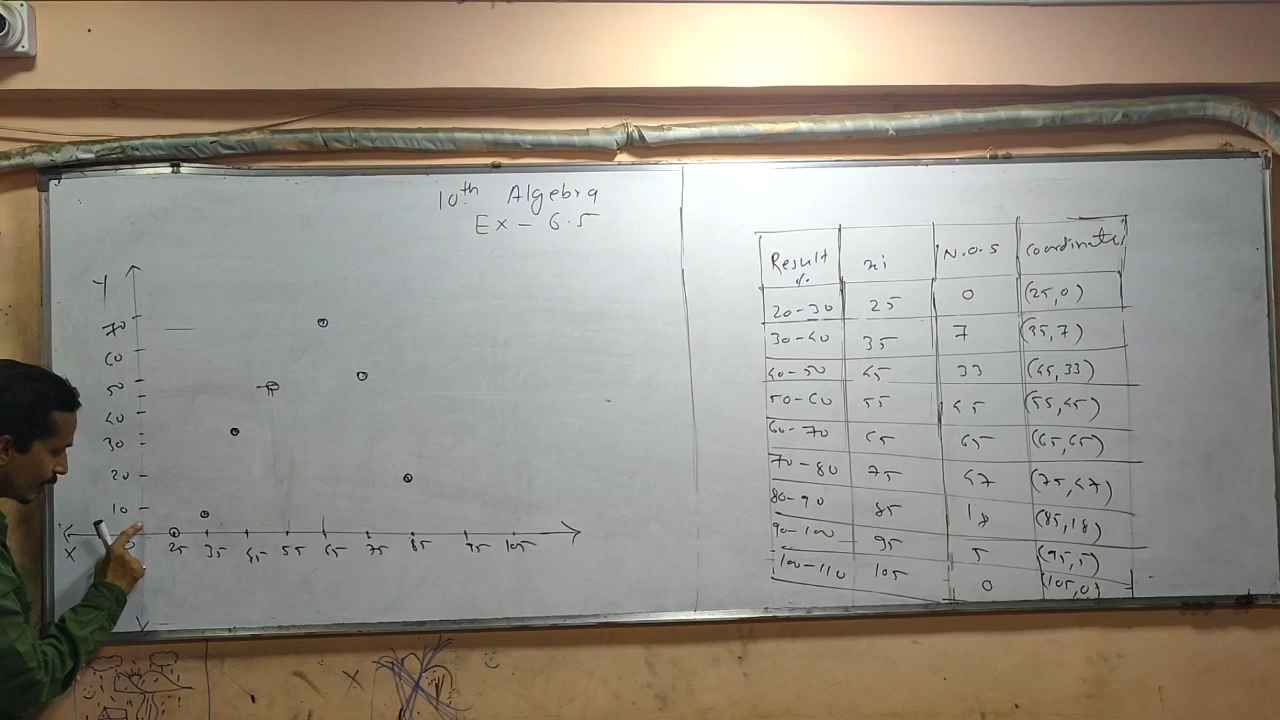 10th Algebra
Ex - 6.5
Y
70
60
50
40
30
20
10
X 0 25 35 45 55 65 75 85 95 105
Y
Result % xi N.O.S Coordinate
20-30 25 0 (25,0)
30-40 35 7 (35,7)
40-50 45 33 (45,33)
50-60 55 45 (55,45)
60-70 65 65 (65,65)
70-80 75 47 (75,47)
80-90 85 18 (85,18)
90-100 95 5 (95,5)
100-110 105 0 (105,0)
X